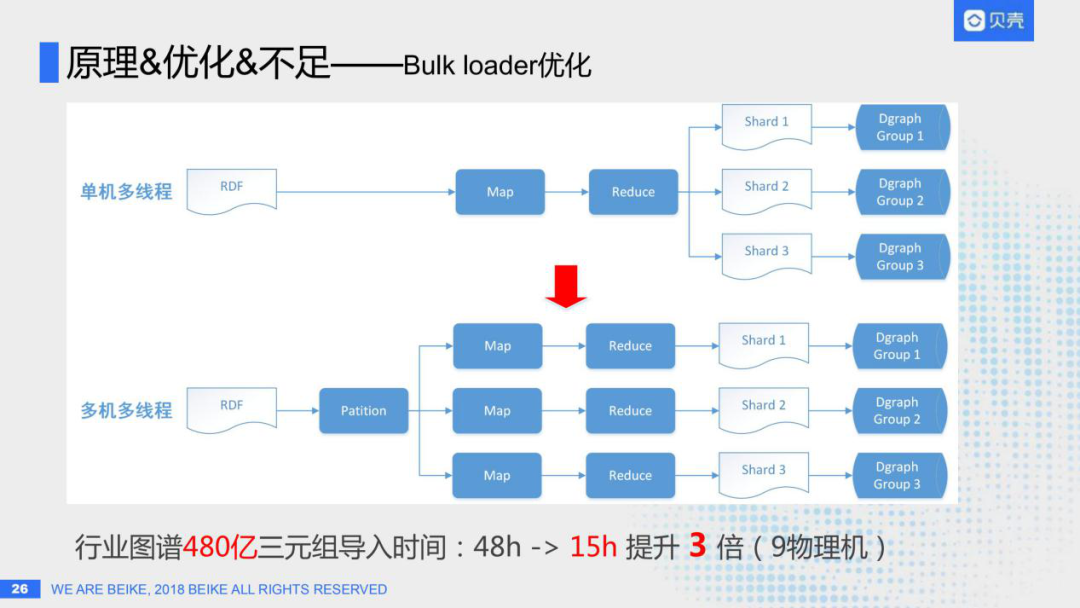 贝壳
原理&优化&不足——Bulk loader优化
单机多线程
RDF
Map
Reduce
Shard 1
Dgraph
Group 1
Shard 2
Dgraph
Group 2
Shard 3
Dgraph
Group 3
多机多线程
RDF
Patition
Map
Reduce
Shard 1
Dgraph
Group 1
Map
Reduce
Shard 2
Dgraph
Group 2
Map
Reduce
Shard 3
Dgraph
Group 3
行业图谱480亿三元组导入时间：48h -> 15h 提升 3 倍（9物理机）
26 WE ARE BEIKE, 2018 BEIKE ALL RIGHTS RESERVED